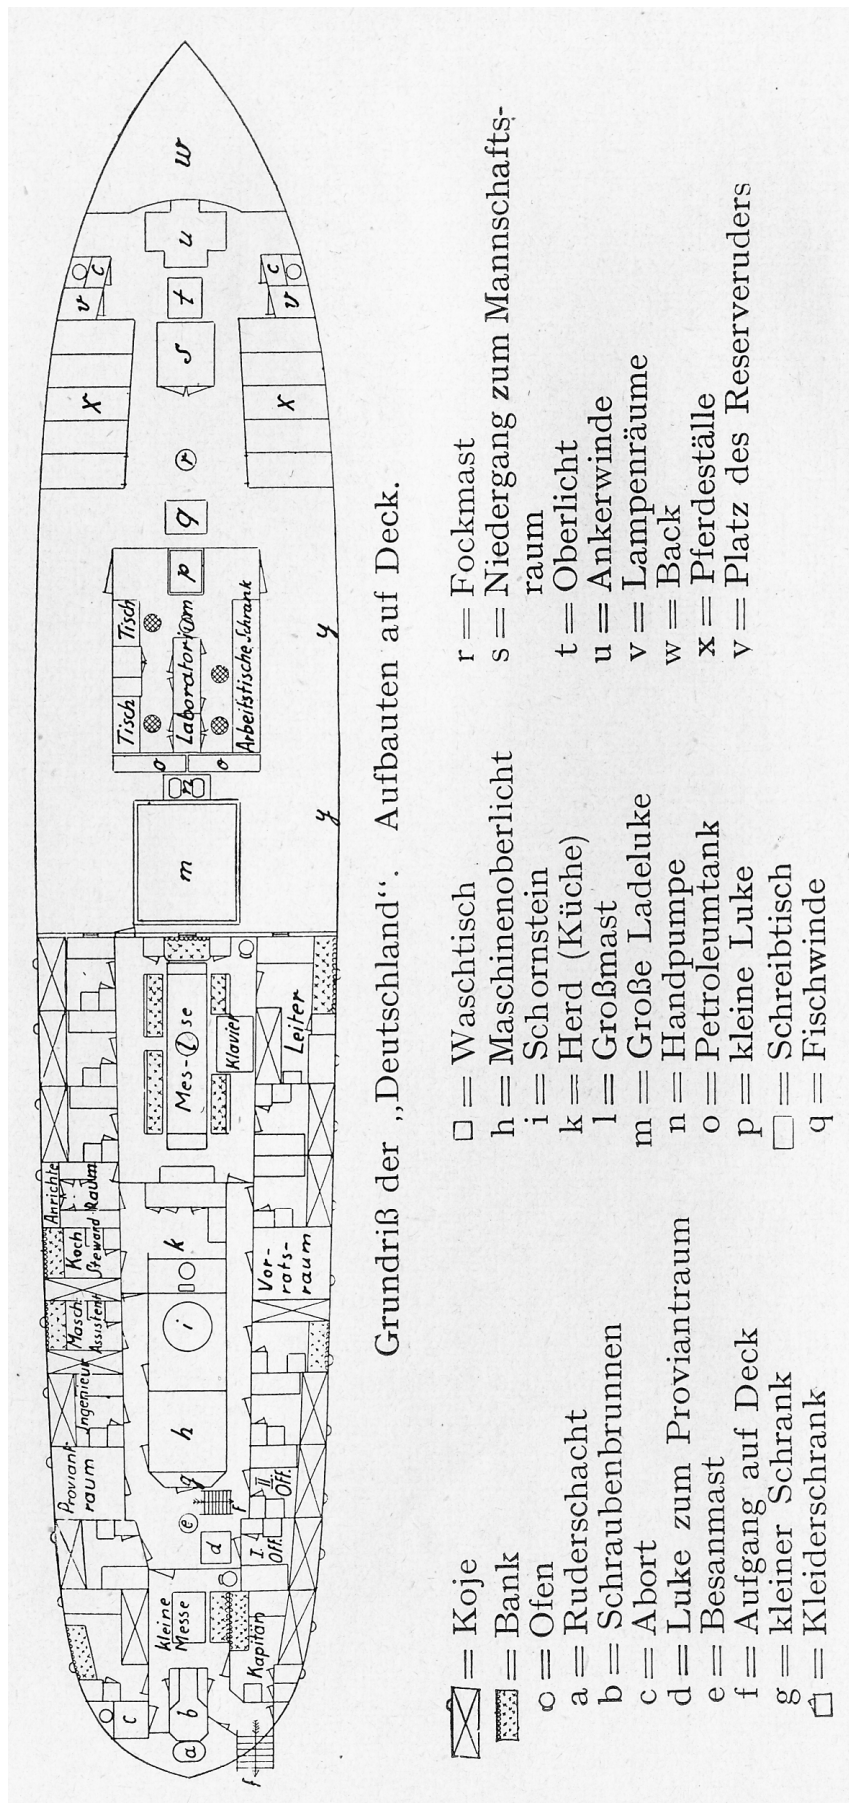 c
Proviant
raum
Ingenieur
Masch.
Assistent
Koch
Steward
Anrichte
Raum
Tisch
Tisch
x
v
c
a
b
kleine
Messe
d
e
f
g
h
i
k
Mes-
l
se
Klavier
m
n
o
o
Laboratorium
p
q
r
s
t
u
w
f
Kapitän
I.
Off.
II.
Off.
Vor-
rats-
raum
Leiter
y
Arbeitstische Schrank
y
x
v
c
Grundriß der „Deutschland“. Aufbauten auf Deck.
= Koje
= Bank
= Ofen
a = Ruderschacht
b = Schraubenbrunnen
c = Abort
d = Luke zum Proviantraum
e = Besanmast
f = Aufgang auf Deck
g = kleiner Schrank
= Kleiderschrank
= Waschtisch
h = Maschinenoberlicht
i = Schornstein
k = Herd (Küche)
l = Großmast
m = Große Ladeluke
n = Handpumpe
o = Petroleumtank
p = kleine Luke
= Schreibtisch
q = Fischwinde
r = Fockmast
s = Niedergang zum Mannschafts-
raum
t = Oberlicht
u = Ankerwinde
v = Lampenräume
w = Back
x = Pferdeställe
v = Platz des Reserveruders